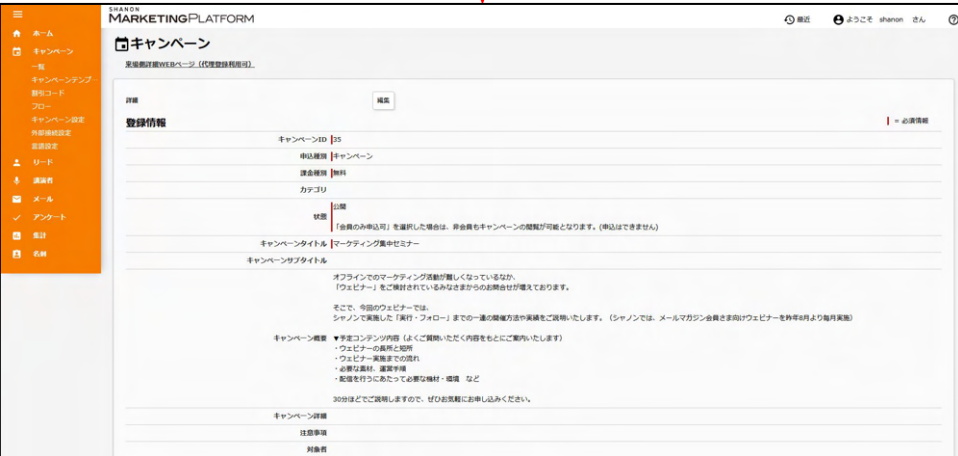 SHANON
MARKETINGPLATFORM
最近
ようこそ shanon さん
ホーム
キャンペーン
一覧
キャンペーンテンプ
割引コード
フロー
キャンペーン設定
外部接続設定
言語設定
リード
講演者
メール
アンケート
集計
名刺
キャンペーン
来場者詳細WEBページ(代理登録利用可)
詳細
編集
登録情報
= 必須情報
キャンペーンID 35
申込種別 キャンペーン
課金種別 無料
カテゴリ
状態 公開
「会員のみ申込可」を選択した場合は、非会員もキャンペーンの閲覧が可能となります。(申込はできません)
キャンペーンタイトル マーケティング集中セミナー
キャンペーンサブタイトル
キャンペーン概要
オフラインでのマーケティング活動が難しくなっているなか、
「ウェビナー」をご検討されているみなさまからのお問合せが増えております。
そこで、今回のウェビナーでは、
シャノンで実施した「実行・フォロー」までの一連の開催方法や実績をご説明いたします。(シャノンでは、メールマガジン会員さま向けウェビナーを昨年8月より毎月実施)
▼予定コンテンツ内容(よくご質問いただく内容をもとにご案内いたします)
・ウェビナーの長所と短所
・ウェビナー実施までの流れ
・必要な素材、運営手順
・配信を行うにあたって必要な機材・環境 など
30分ほどでご説明しますので、ぜひお気軽にお申し込みください。
キャンペーン詳細
注意事項
対象者